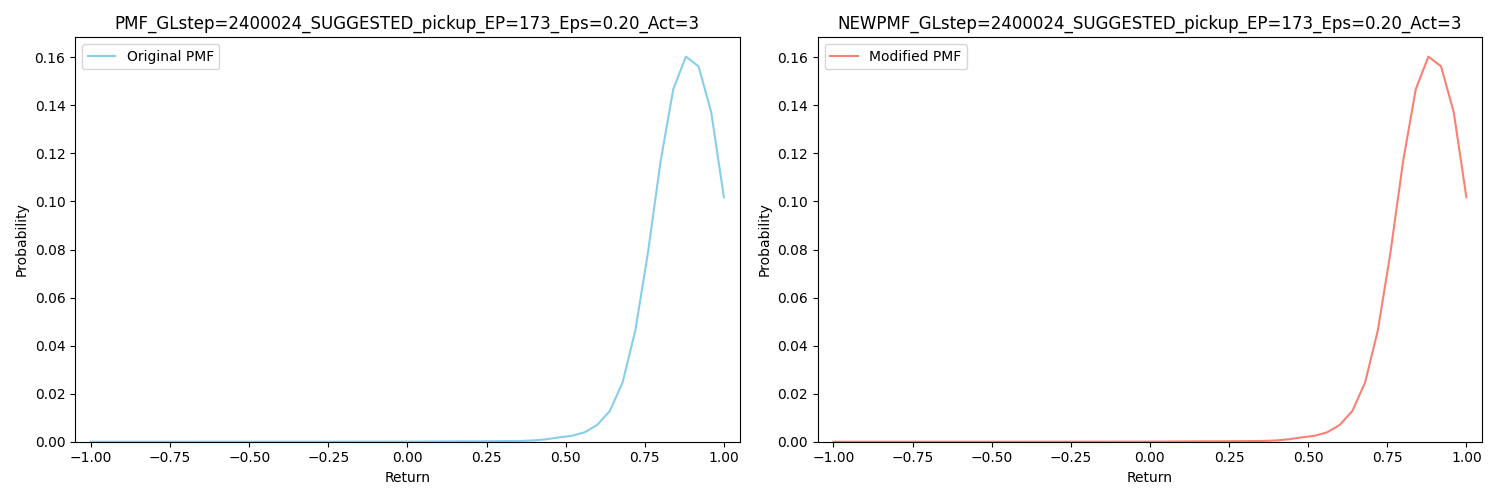 PMF_GLstep=2400024_SUGGESTED_pickup_EP=173_Eps=0.20_Act=3
Original PMF
0.16
0.14
0.12
0.10
0.08
0.06
0.04
0.02
0.00
Probability
−1.00 −0.75 −0.50 −0.25 0.00 0.25 0.50 0.75 1.00
Return
NEWPMF_GLstep=2400024_SUGGESTED_pickup_EP=173_Eps=0.20_Act=3
Modified PMF
0.16
0.14
0.12
0.10
0.08
0.06
0.04
0.02
0.00
Probability
−1.00 −0.75 −0.50 −0.25 0.00 0.25 0.50 0.75 1.00
Return